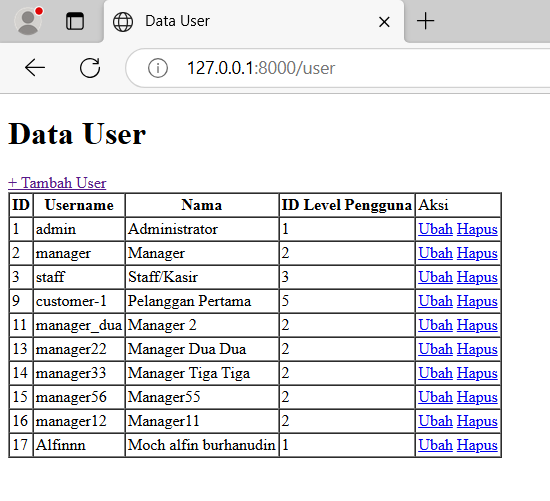 Data User
127.0.0.1:8000/user
Data User
+ Tambah User
ID Username Nama ID Level Pengguna Aksi
1 admin Administrator 1 Ubah Hapus
2 manager Manager 2 Ubah Hapus
3 staff Staff/Kasir 3 Ubah Hapus
9 customer-1 Pelanggan Pertama 5 Ubah Hapus
11 manager_dua Manager 2 2 Ubah Hapus
13 manager22 Manager Dua Dua 2 Ubah Hapus
14 manager33 Manager Tiga Tiga 2 Ubah Hapus
15 manager56 Manager55 2 Ubah Hapus
16 manager12 Manager11 2 Ubah Hapus
17 Alfinnn Moch alfin burhanudin 1 Ubah Hapus